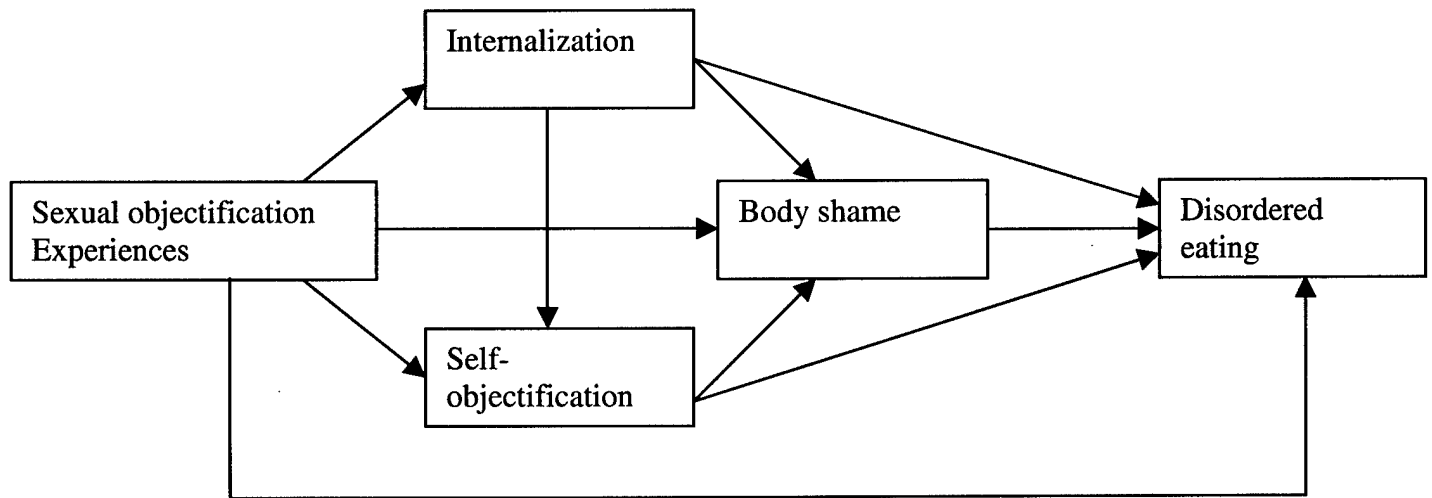 Internalization
Sexual objectification
Experiences
Body shame
Disordered
eating
Self-
objectification